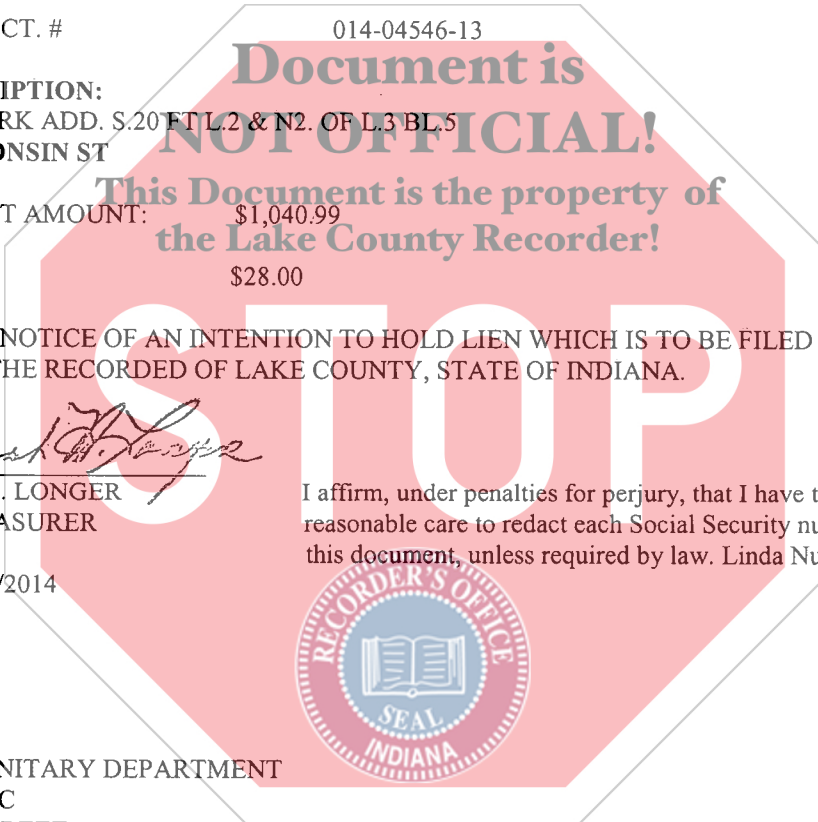 CT. # 014-04546-13
Document is
IPTION:
RK ADD. S.20 FT L.2 & N2. OF L.3 BL.5
NOT OFFICIAL!
ONSIN ST
This Document is the property of
T AMOUNT: $1,040.99
the Lake County Recorder!
$28.00
NOTICE OF AN INTENTION TO HOLD LIEN WHICH IS TO BE FILED
THE RECORDED OF LAKE COUNTY, STATE OF INDIANA.
STOP
. LONGER
I affirm, under penalties for perjury, that I have t
ASURER
reasonable care to redact each Social Security nu
this document, unless required by law. Linda Nu
/2014
RECORDER'S OFFICE
SEAL
INDIANA
NITARY DEPARTMENT
C